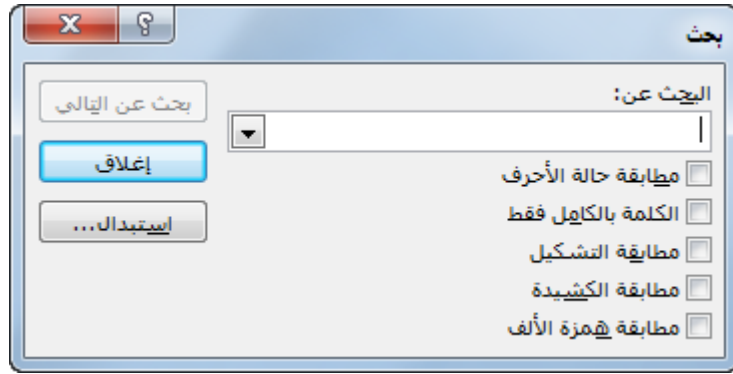 بحث
البحث عن:
بحث عن التالي
إغلاق
استبدال...
مطابقة حالة الأحرف
الكلمة بالكامل فقط
مطابقة التشكيل
مطابقة الكشيدة
مطابقة همزة الألف